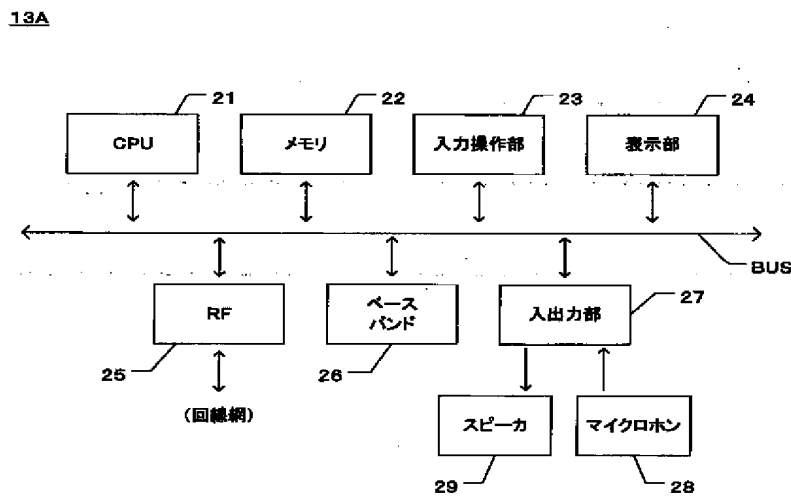 13A
21
22
23
24
CPU
メモリ
入力操作部
表示部
BUS
RF
ベース
バンド
入出力部
27
25
26
(回線網)
スピーカ
マイクロホン
29
28